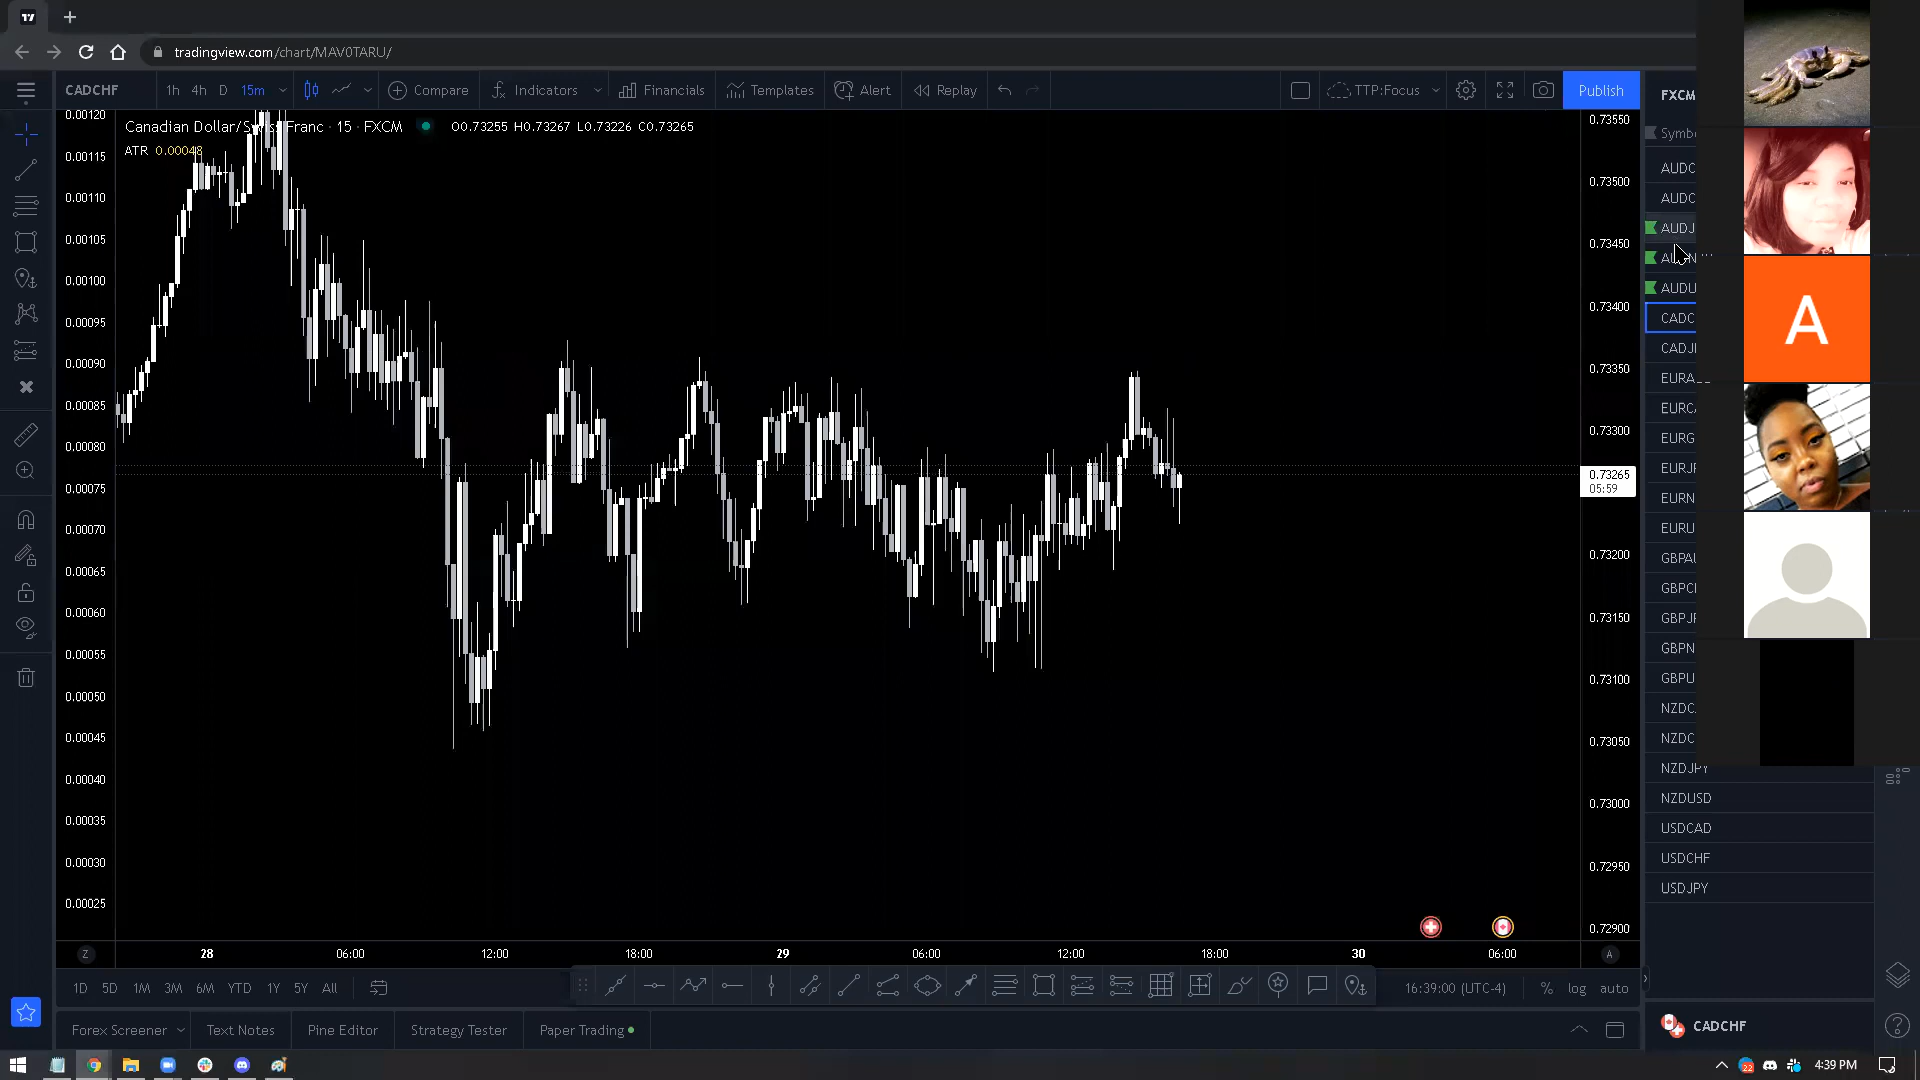 tradingview.com/chart/MAV0TARU/
CADCHF 1h 4h D 15m Compare Indicators Financials Templates Alert Replay TTP:Focus Publish
FXCM
Canadian Dollar/Swiss Franc · 15 · FXCM O0.73255 H0.73267 L0.73226 C0.73265
ATR 0.00048
0.00120
0.00115
0.00110
0.00105
0.00100
0.00095
0.00090
0.00085
0.00080
0.00075
0.00070
0.00065
0.00060
0.00055
0.00050
0.00045
0.00040
0.00035
0.00030
0.00025
0.73550
0.73500
0.73450
0.73400
0.73350
0.73300
0.73265
05:59
0.73200
0.73150
0.73100
0.73050
0.73000
0.72950
0.72900
Symb
AUDC
AUDC
AUDJ
AUDU
CADC
CADJ
EURA
EURC
EURG
EURJ
EURN
EURU
GBPA
GBPC
GBPJ
GBPN
GBPU
NZDC
NZDC
NZDJPY
NZDUSD
USDCAD
USDCHF
USDJPY
A
Z 28 06:00 12:00 18:00 29 06:00 12:00 18:00 30 06:00 A
1D 5D 1M 3M 6M YTD 1Y 5Y All
16:39:00 (UTC-4) % log auto
Forex Screener Text Notes Pine Editor Strategy Tester Paper Trading
CADCHF
22
4:39 PM